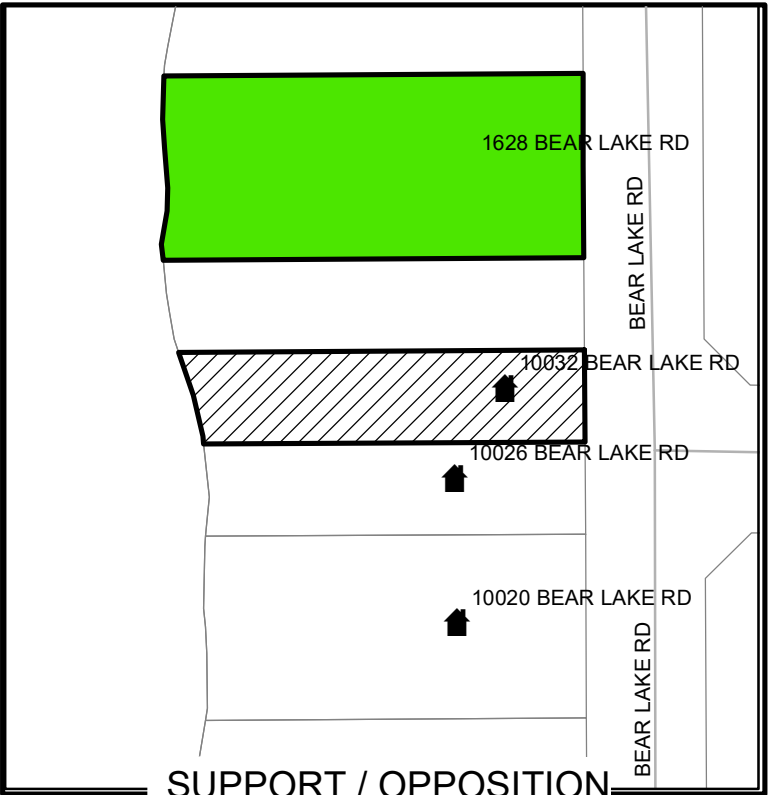 1628 BEAR LAKE RD
BEAR LAKE RD
10032 BEAR LAKE RD
10026 BEAR LAKE RD
10020 BEAR LAKE RD
BEAR LAKE RD
SUPPORT / OPPOSITION